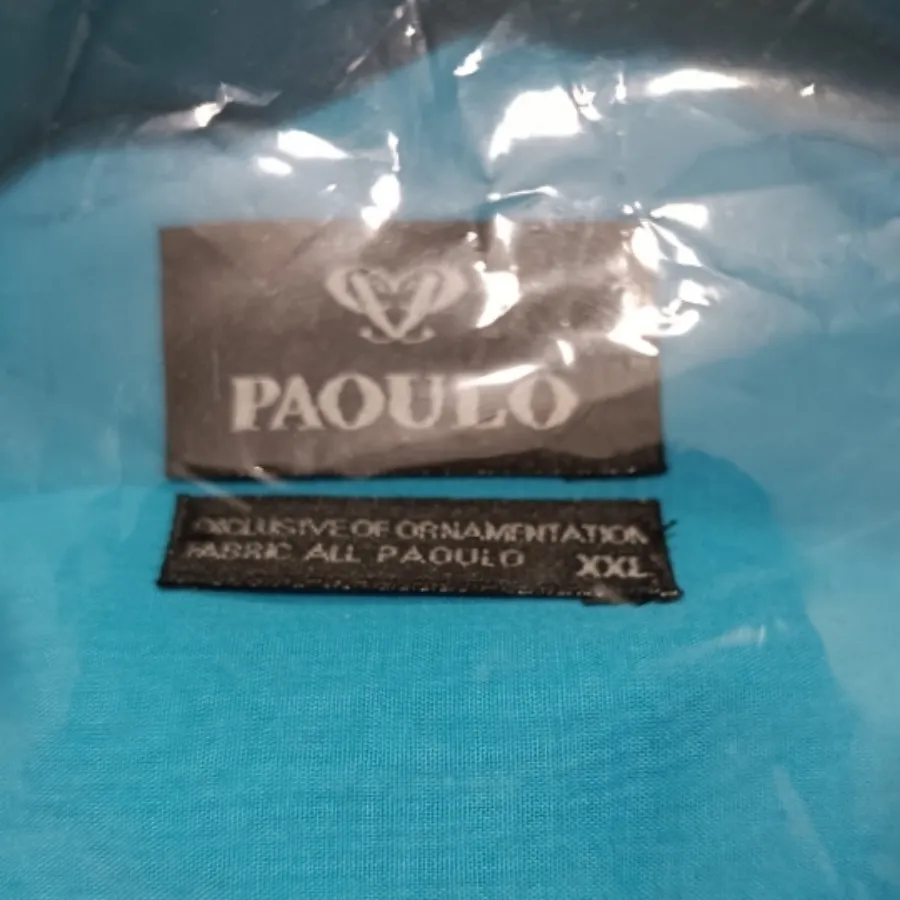 PAOULO
EXCLUSIVE OF ORNAMENTATION
FABRIC ALL PAOULO XXL